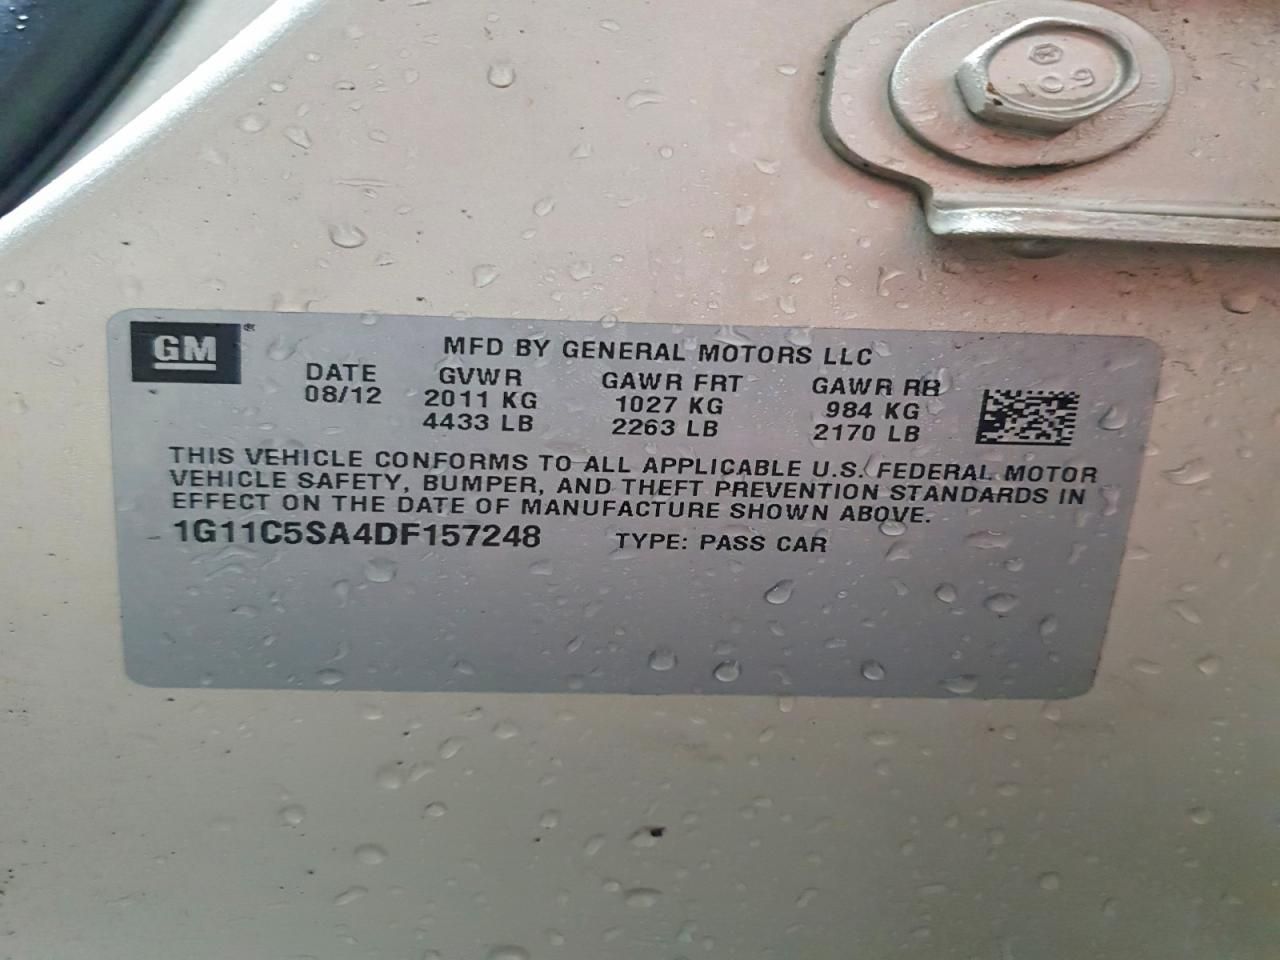 10.9
GM®
MFD BY GENERAL MOTORS LLC
DATE GVWR GAWR FRT GAWR RR
08/12 2011 KG 1027 KG 984 KG
4433 LB 2263 LB 2170 LB
THIS VEHICLE CONFORMS TO ALL APPLICABLE U.S. FEDERAL MOTOR
VEHICLE SAFETY, BUMPER, AND THEFT PREVENTION STANDARDS IN
EFFECT ON THE DATE OF MANUFACTURE SHOWN ABOVE.
1G11C5SA4DF157248 TYPE: PASS CAR